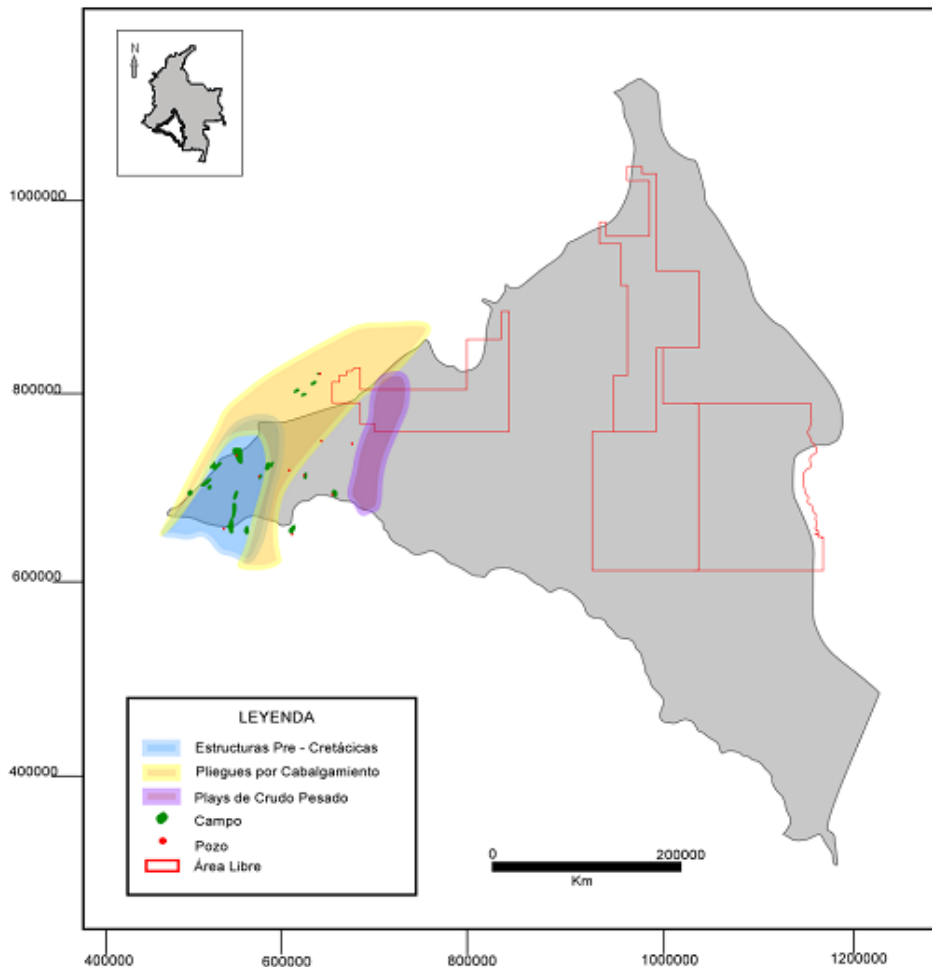 N
1000000
800000
600000
400000
LEYENDA
Estructuras Pre - Cretácicas
Pliegues por Cabalgamiento
Plays de Crudo Pesado
Campo
Pozo
Área Libre
0 200000
Km
400000 600000 800000 1000000 1200000